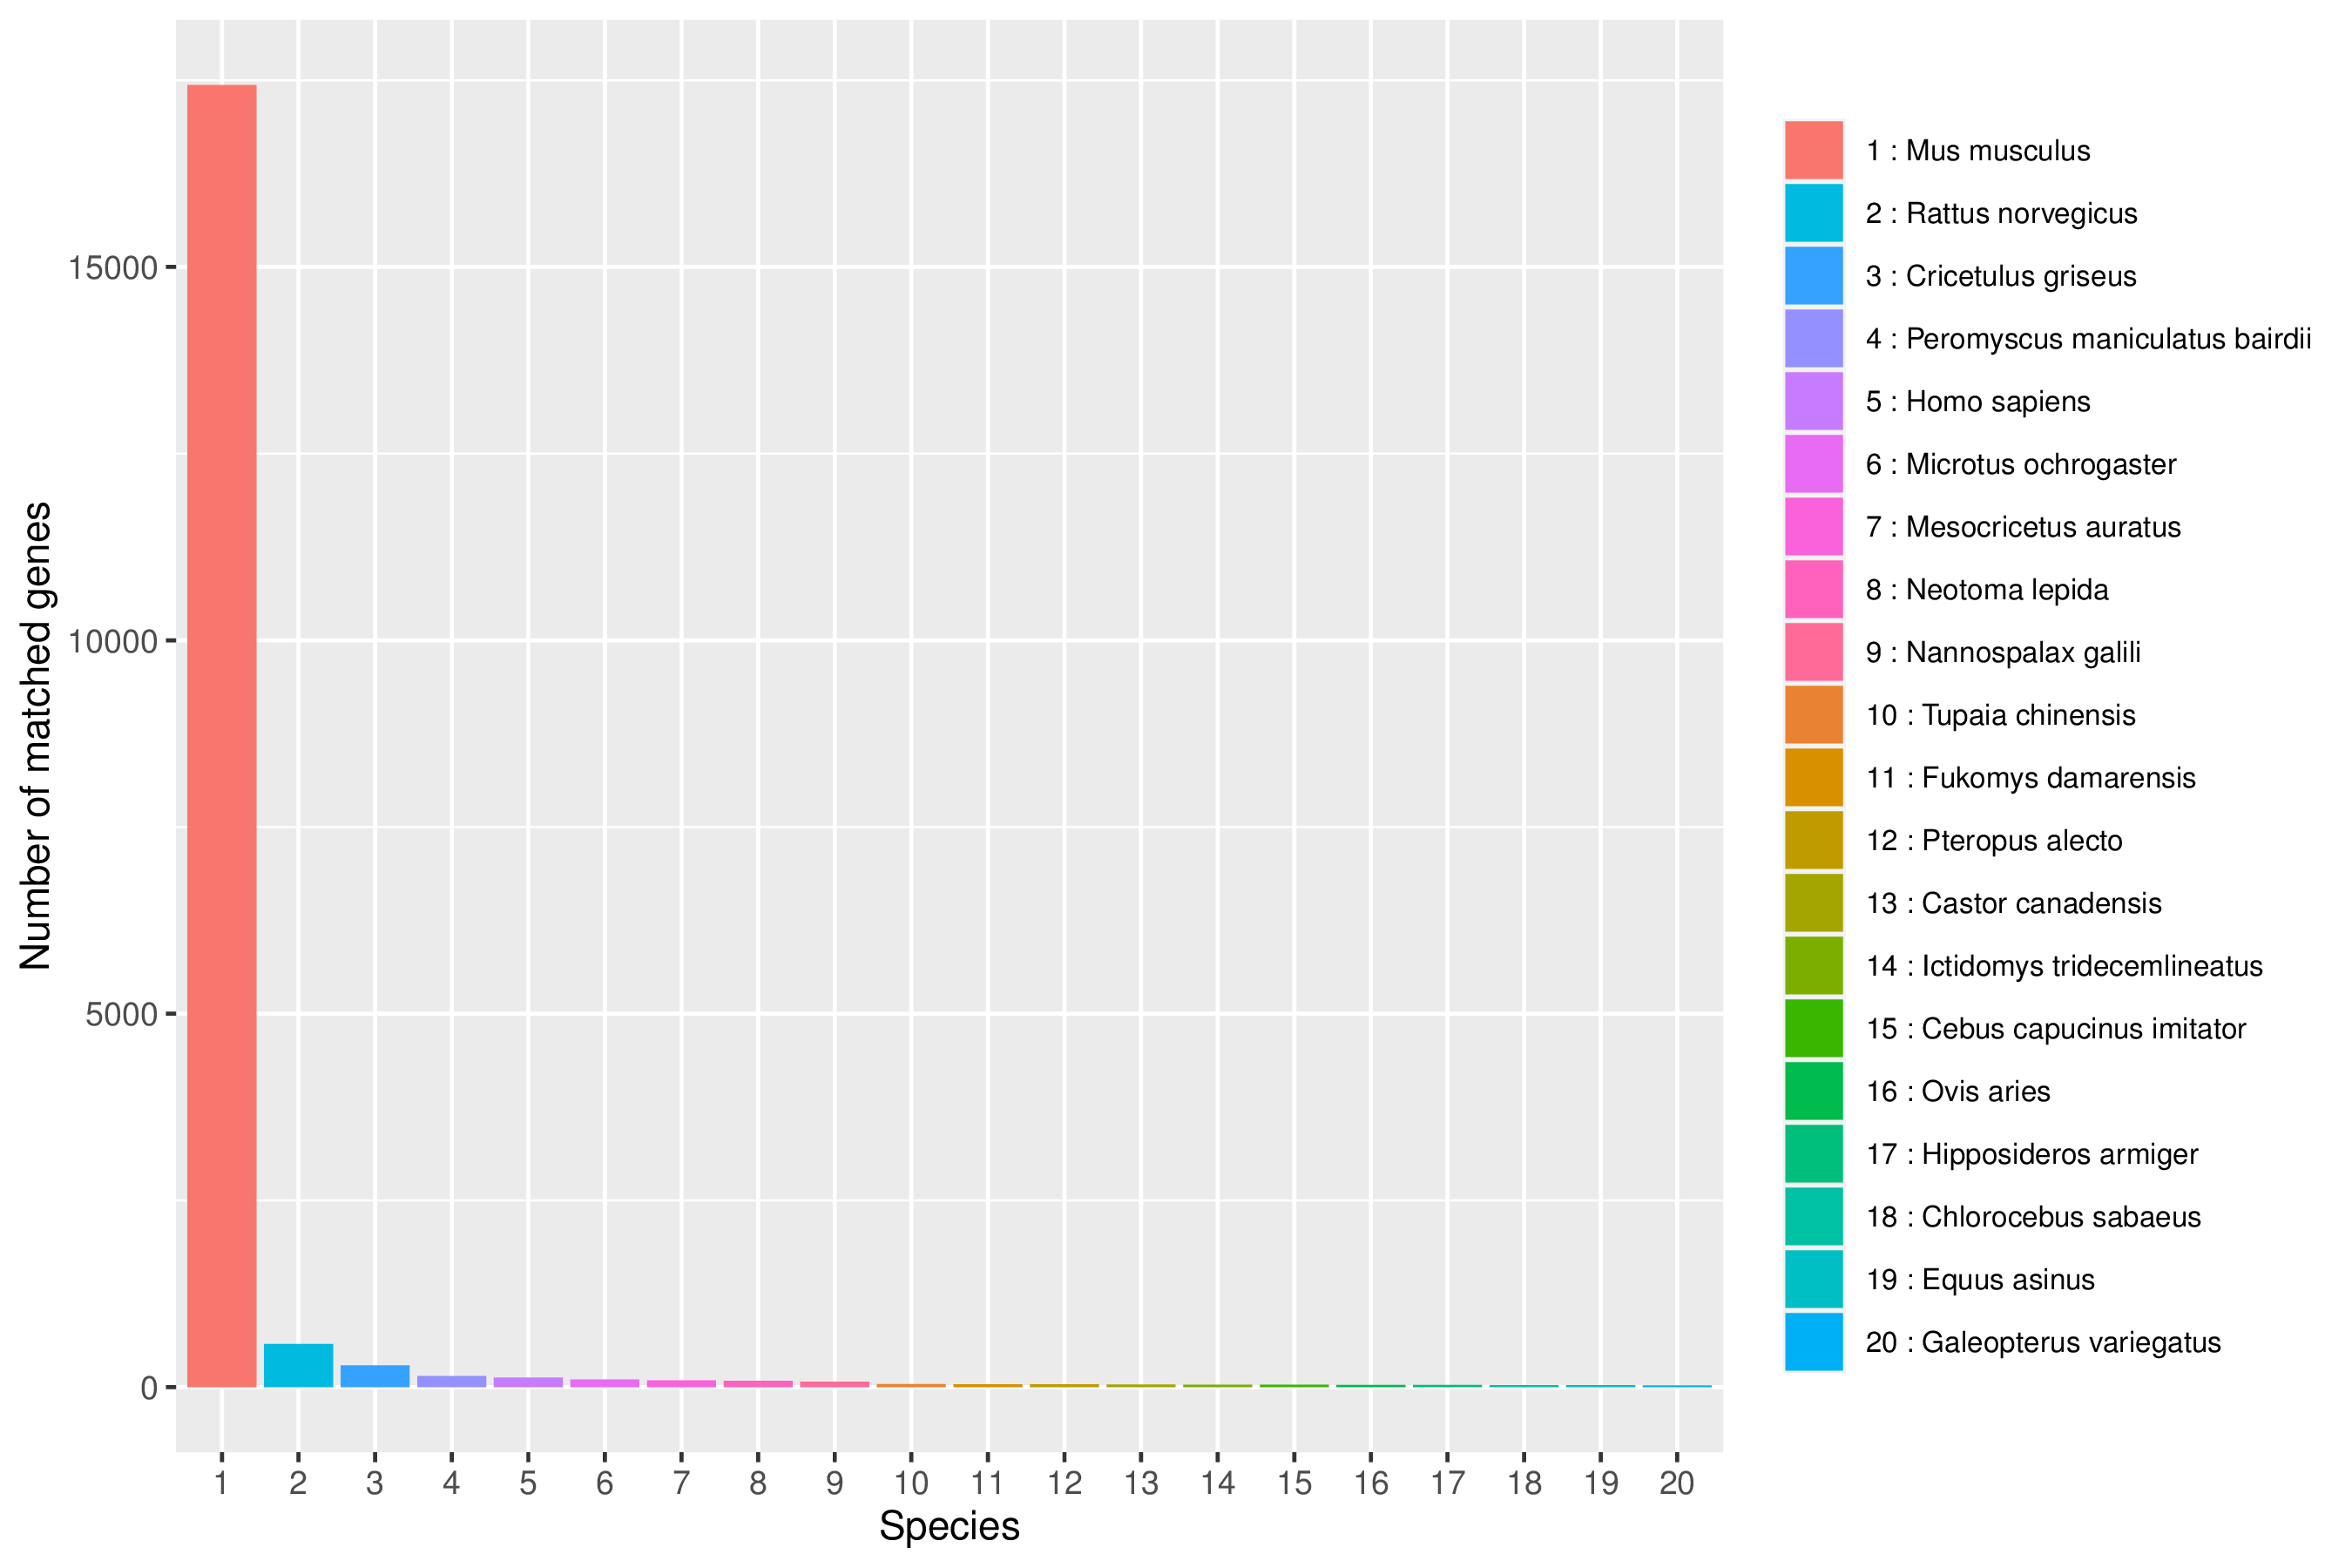 Number of matched genes
15000
10000
5000
0
1 2 3 4 5 6 7 8 9 10 11 12 13 14 15 16 17 18 19 20
Species
1 : Mus musculus
2 : Rattus norvegicus
3 : Cricetulus griseus
4 : Peromyscus maniculatus bairdii
5 : Homo sapiens
6 : Microtus ochrogaster
7 : Mesocricetus auratus
8 : Neotoma lepida
9 : Nannospalax galili
10 : Tupaia chinensis
11 : Fukomys damarensis
12 : Pteropus alecto
13 : Castor canadensis
14 : Ictidomys tridecemlineatus
15 : Cebus capucinus imitator
16 : Ovis aries
17 : Hipposideros armiger
18 : Chlorocebus sabaeus
19 : Equus asinus
20 : Galeopterus variegatus